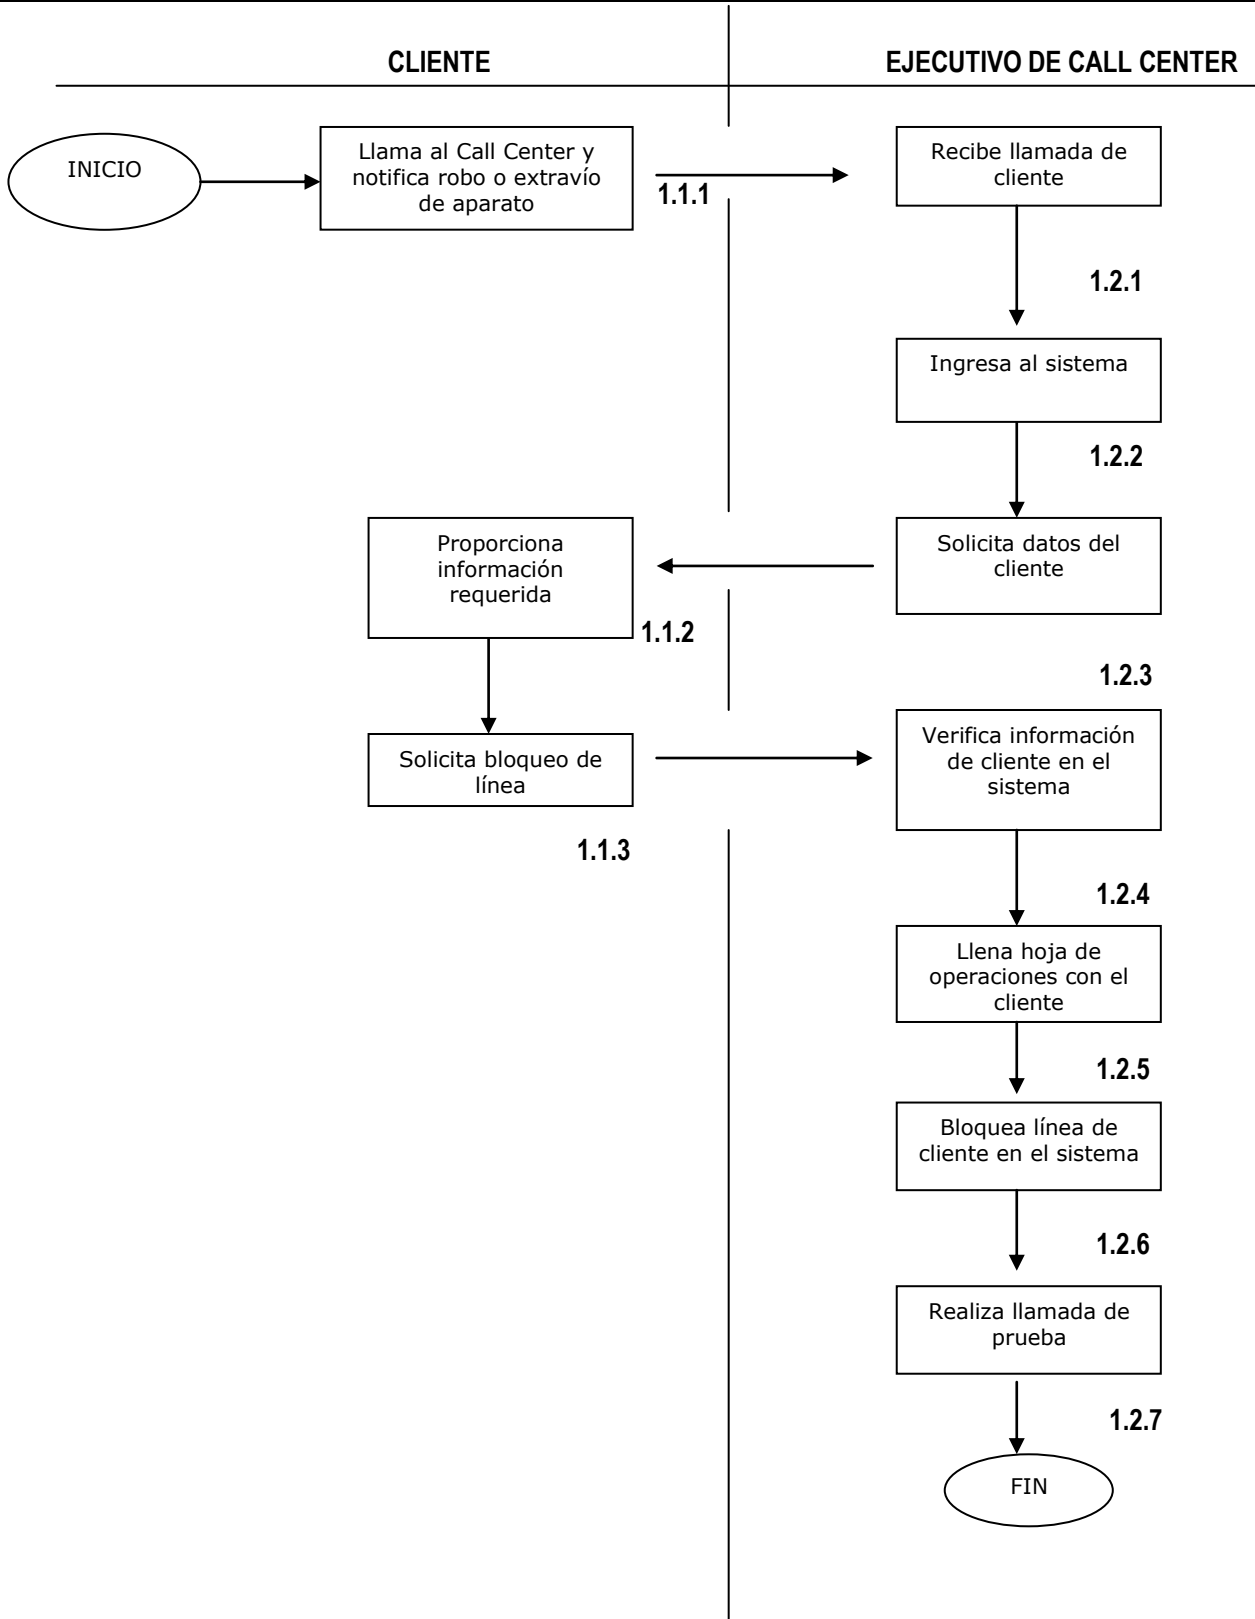 CLIENTE
EJECUTIVO DE CALL CENTER
INICIO
Llama al Call Center y
notifica robo o extravío
de aparato
1.1.1
Recibe llamada de
cliente
1.2.1
Ingresa al sistema
1.2.2
Solicita datos del
cliente
Proporciona
información
requerida
1.1.2
1.2.3
Solicita bloqueo de
línea
1.1.3
Verifica información
de cliente en el
sistema
1.2.4
Llena hoja de
operaciones con el
cliente
1.2.5
Bloquea línea de
cliente en el sistema
1.2.6
Realiza llamada de
prueba
1.2.7
FIN